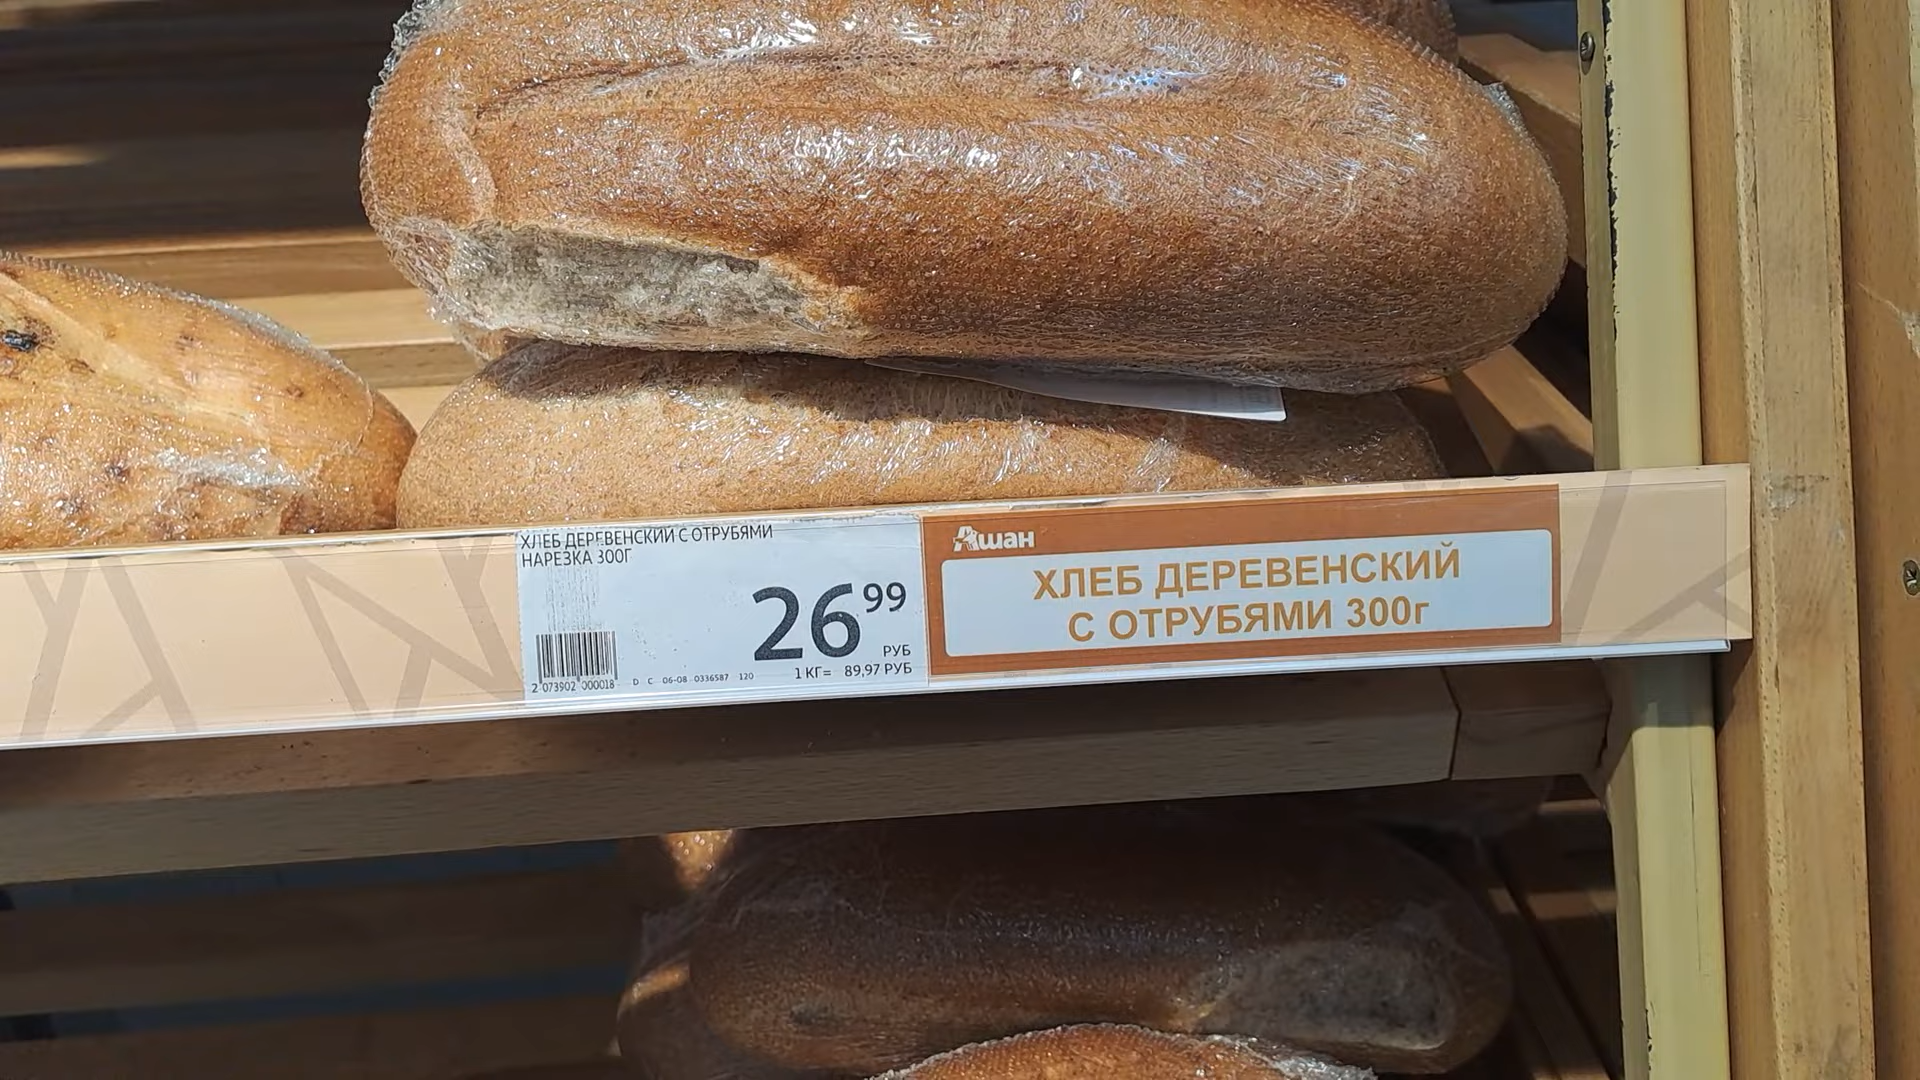 ХЛЕБ ДЕРЕВЕНСКИЙ С ОТРУБЯМИ
НАРЕЗКА 300Г
26 99
РУБ
1 КГ= 89,97 РУБ
2 073902 000018
D C 06-08 0336587 120
Ашан
ХЛЕБ ДЕРЕВЕНСКИЙ
С ОТРУБЯМИ 300г